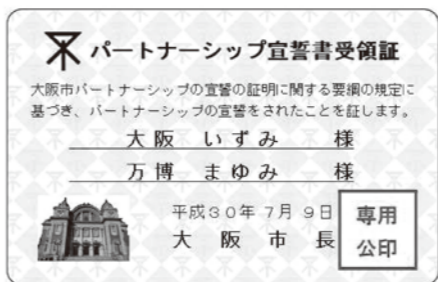 パートナーシップ宣誓書受領証
大阪市パートナーシップの宣誓の証明に関する要綱の規定に
基づき、パートナーシップの宣誓をされたことを証します。
大阪 いずみ 様
万博 まゆみ 様
平成30年 7月 9日
大阪市長
専用
公印